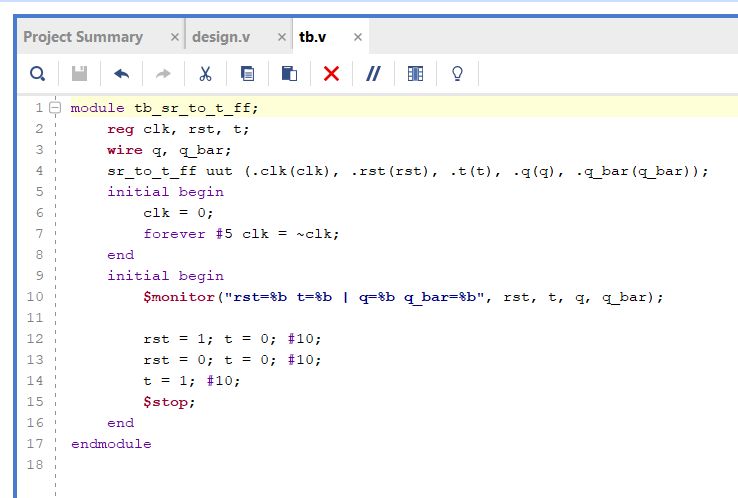 Project Summary × design.v × tb.v ×
1 module tb_sr_to_t_ff;
2 reg clk, rst, t;
3 wire q, q_bar;
4 sr_to_t_ff uut (.clk(clk), .rst(rst), .t(t), .q(q), .q_bar(q_bar));
5 initial begin
6 clk = 0;
7 forever #5 clk = ~clk;
8 end
9 initial begin
10 $monitor("rst=%b t=%b | q=%b q_bar=%b", rst, t, q, q_bar);
11
12 rst = 1; t = 0; #10;
13 rst = 0; t = 0; #10;
14 t = 1; #10;
15 $stop;
16 end
17 endmodule
18